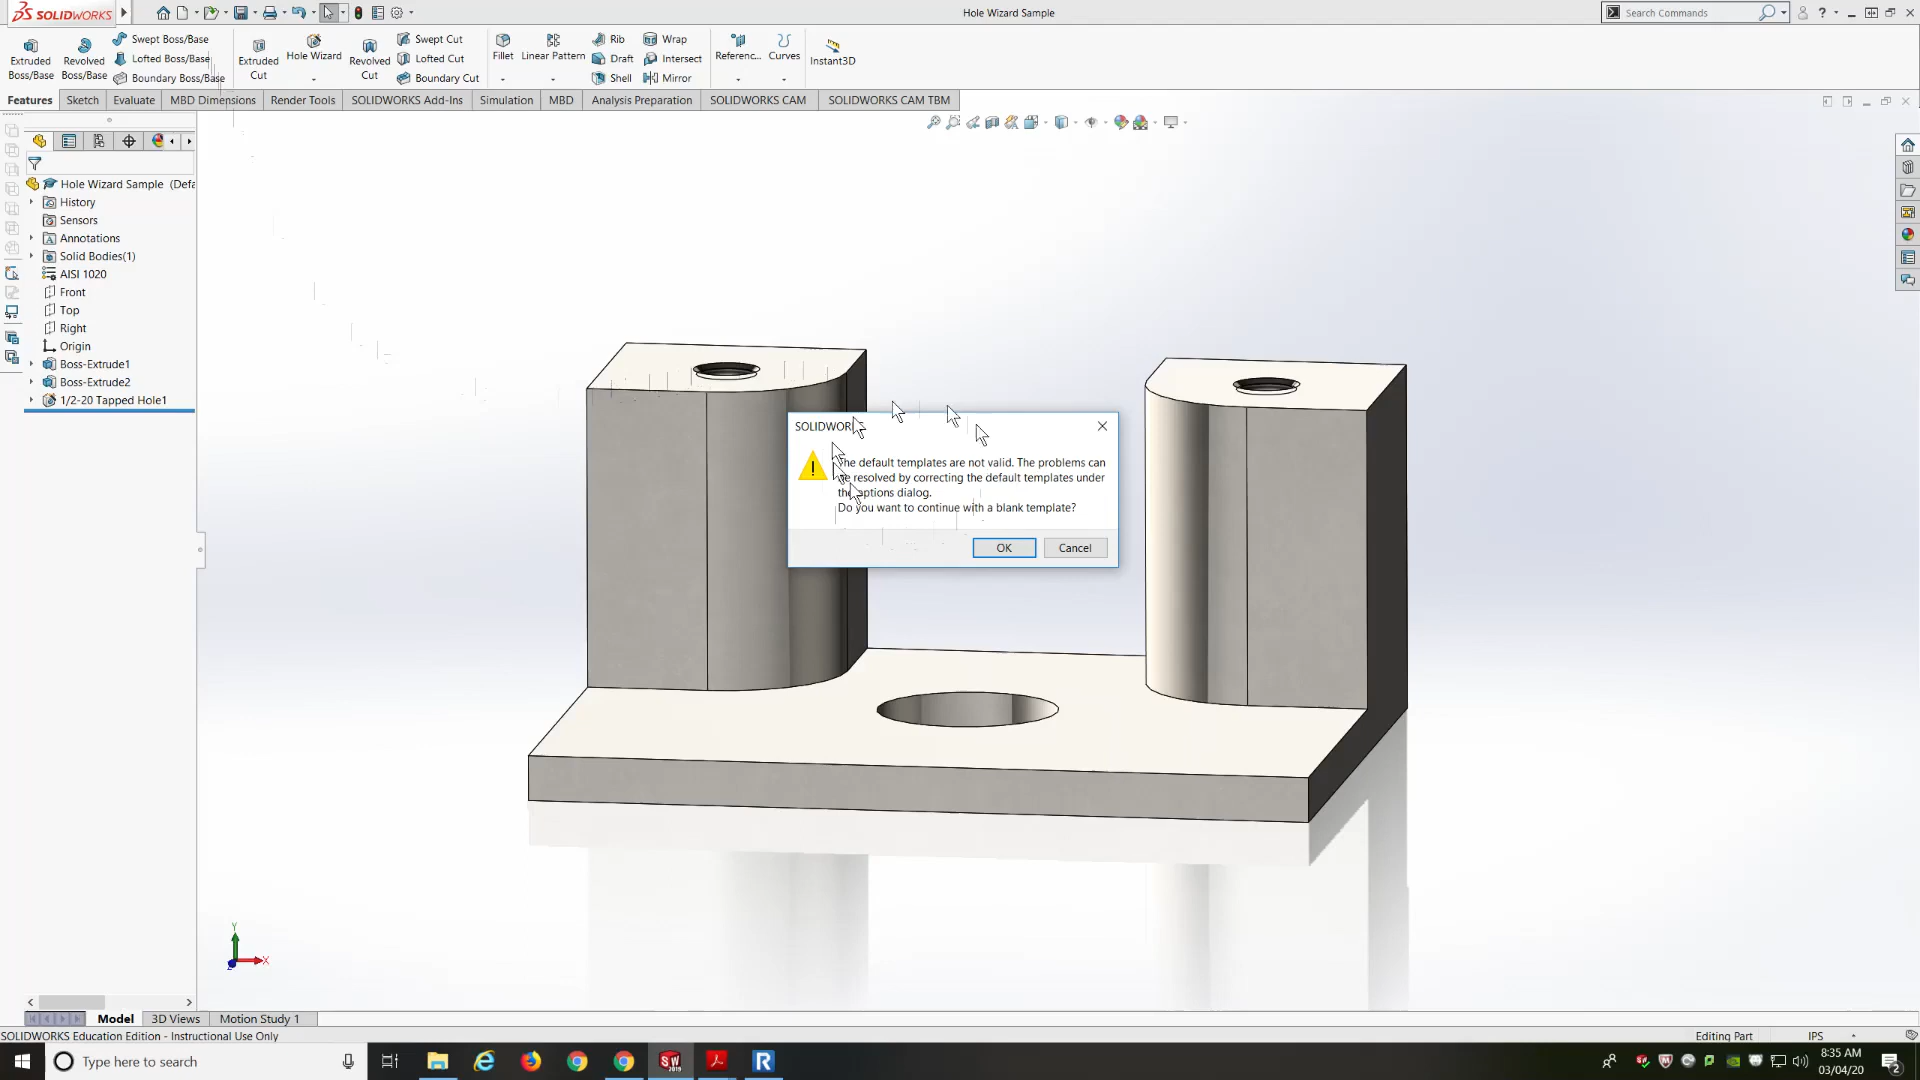 SOLIDWORKS
Hole Wizard Sample
Search Commands
Extruded Boss/Base
Revolved Boss/Base
Swept Boss/Base
Lofted Boss/Base
Boundary Boss/Base
Extruded Cut
Hole Wizard
Revolved Cut
Swept Cut
Lofted Cut
Boundary Cut
Fillet
Linear Pattern
Rib
Draft
Shell
Wrap
Intersect
Mirror
Referenc...
Curves
Instant3D
Features
Sketch
Evaluate
MBD Dimensions
Render Tools
SOLIDWORKS Add-Ins
Simulation
MBD
Analysis Preparation
SOLIDWORKS CAM
SOLIDWORKS CAM TBM
Hole Wizard Sample (Defa
History
Sensors
Annotations
Solid Bodies(1)
AISI 1020
Front
Top
Right
Origin
Boss-Extrude1
Boss-Extrude2
1/2-20 Tapped Hole1
The default templates are not valid. The problems can
be resolved by correcting the default templates under
the options dialog.
Do you want to continue with a blank template?
OK
Cancel
Y
X
Model
3D Views
Motion Study 1
SOLIDWORKS Education Edition - Instructional Use Only
Editing Part
IPS
Type here to search
8:35 AM
03/04/20